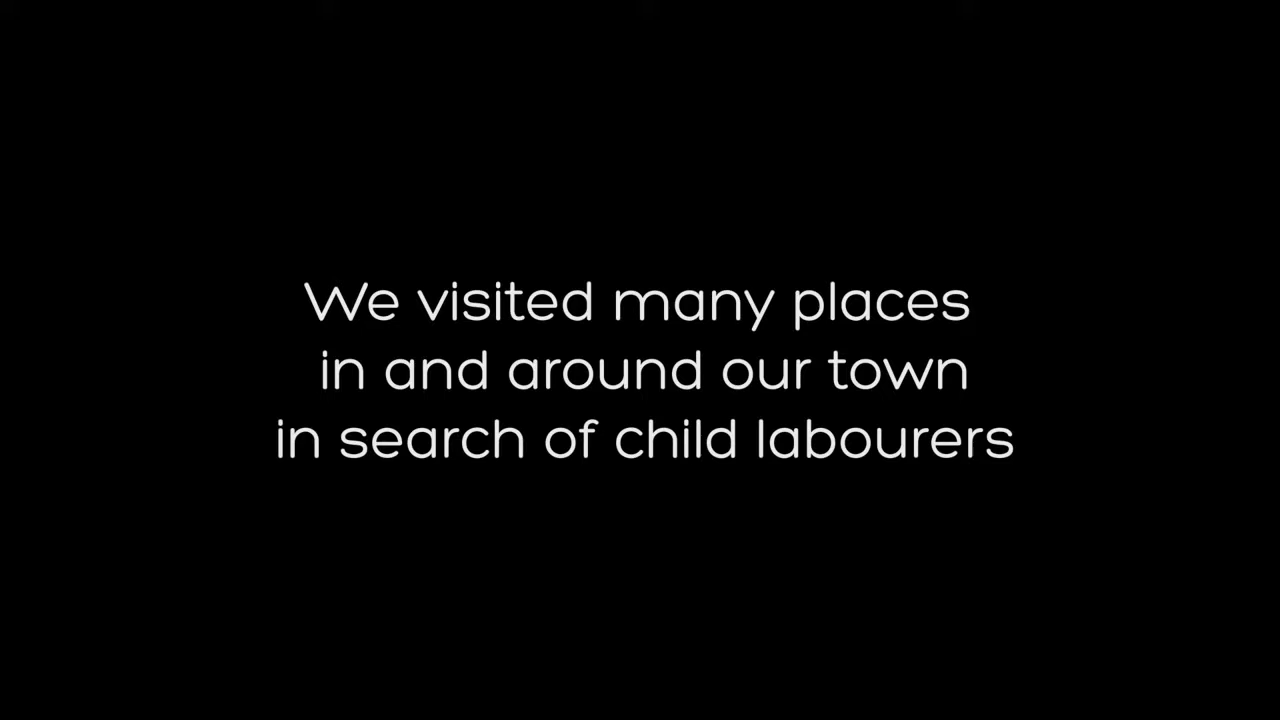 We visited many places
in and around our town
in search of child labourers